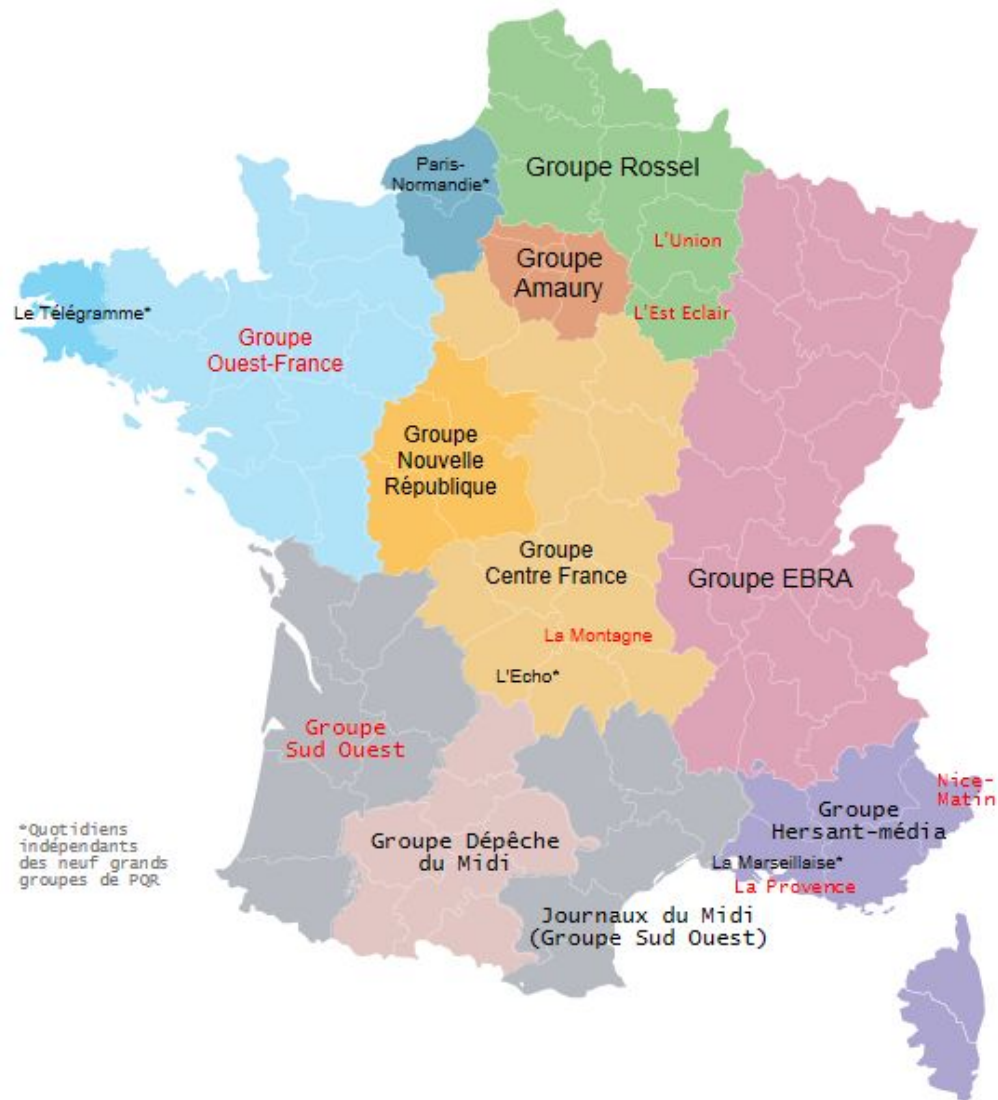 Groupe Rossel
Paris-
Normandie*
L'Union
Groupe
Amaury
L'Est Eclair
Le Télégramme*
Groupe
Ouest-France
Groupe
Nouvelle
République
Groupe
Centre France
Groupe EBRA
La Montagne
L'Echo*
Groupe
Sud Ouest
Nice-
Matin
Groupe
Hersant-média
*Quotidiens
indépendants
des neuf grands
groupes de PQR
Groupe Dépêche
du Midi
La Marseillaise*
La Provence
Journaux du Midi
(Groupe Sud Ouest)